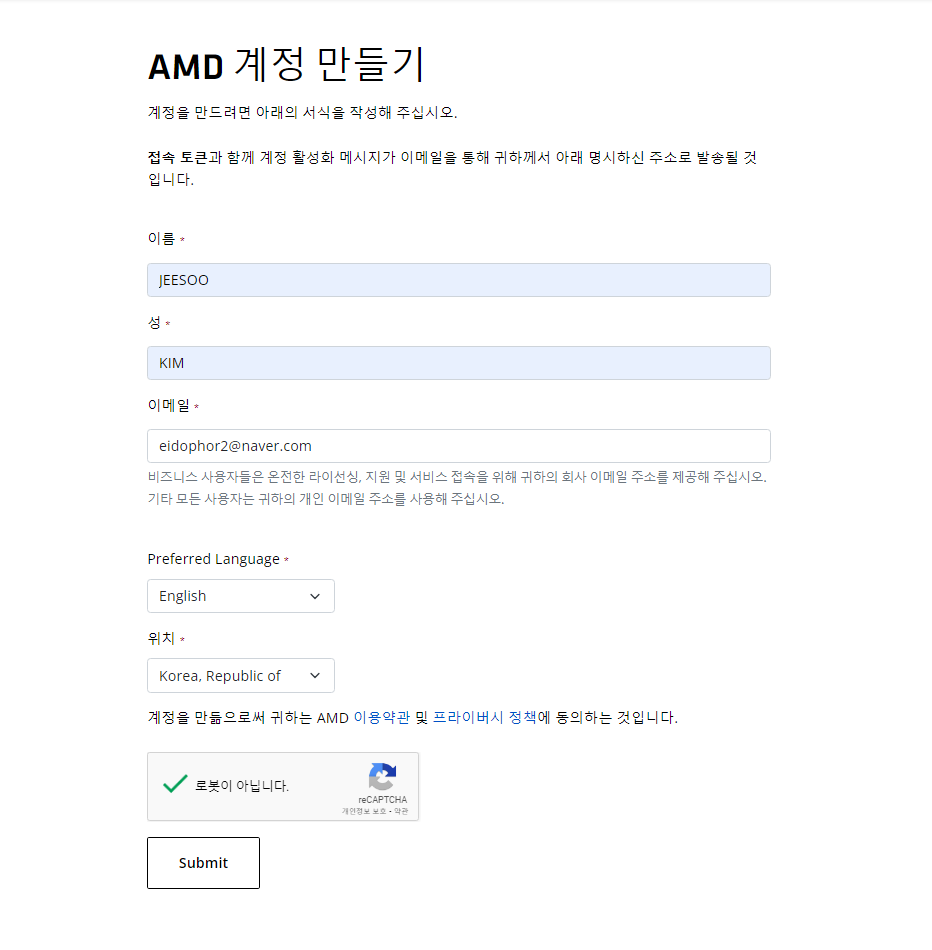 AMD 계정 만들기
계정을 만드려면 아래의 서식을 작성해 주십시오.
접속 토큰과 함께 계정 활성화 메시지가 이메일을 통해 귀하께서 아래 명시하신 주소로 발송될 것
입니다.
이름 *
JEESOO
성 *
KIM
이메일 *
eidophor2@naver.com
비즈니스 사용자들은 온전한 라이선싱, 지원 및 서비스 접속을 위해 귀하의 회사 이메일 주소를 제공해 주십시오.
기타 모든 사용자는 귀하의 개인 이메일 주소를 사용해 주십시오.
Preferred Language *
English
위치 *
Korea, Republic of
계정을 만듦으로써 귀하는 AMD 이용약관 및 프라이버시 정책에 동의하는 것입니다.
로봇이 아닙니다.
reCAPTCHA
개인정보 보호 - 약관
Submit